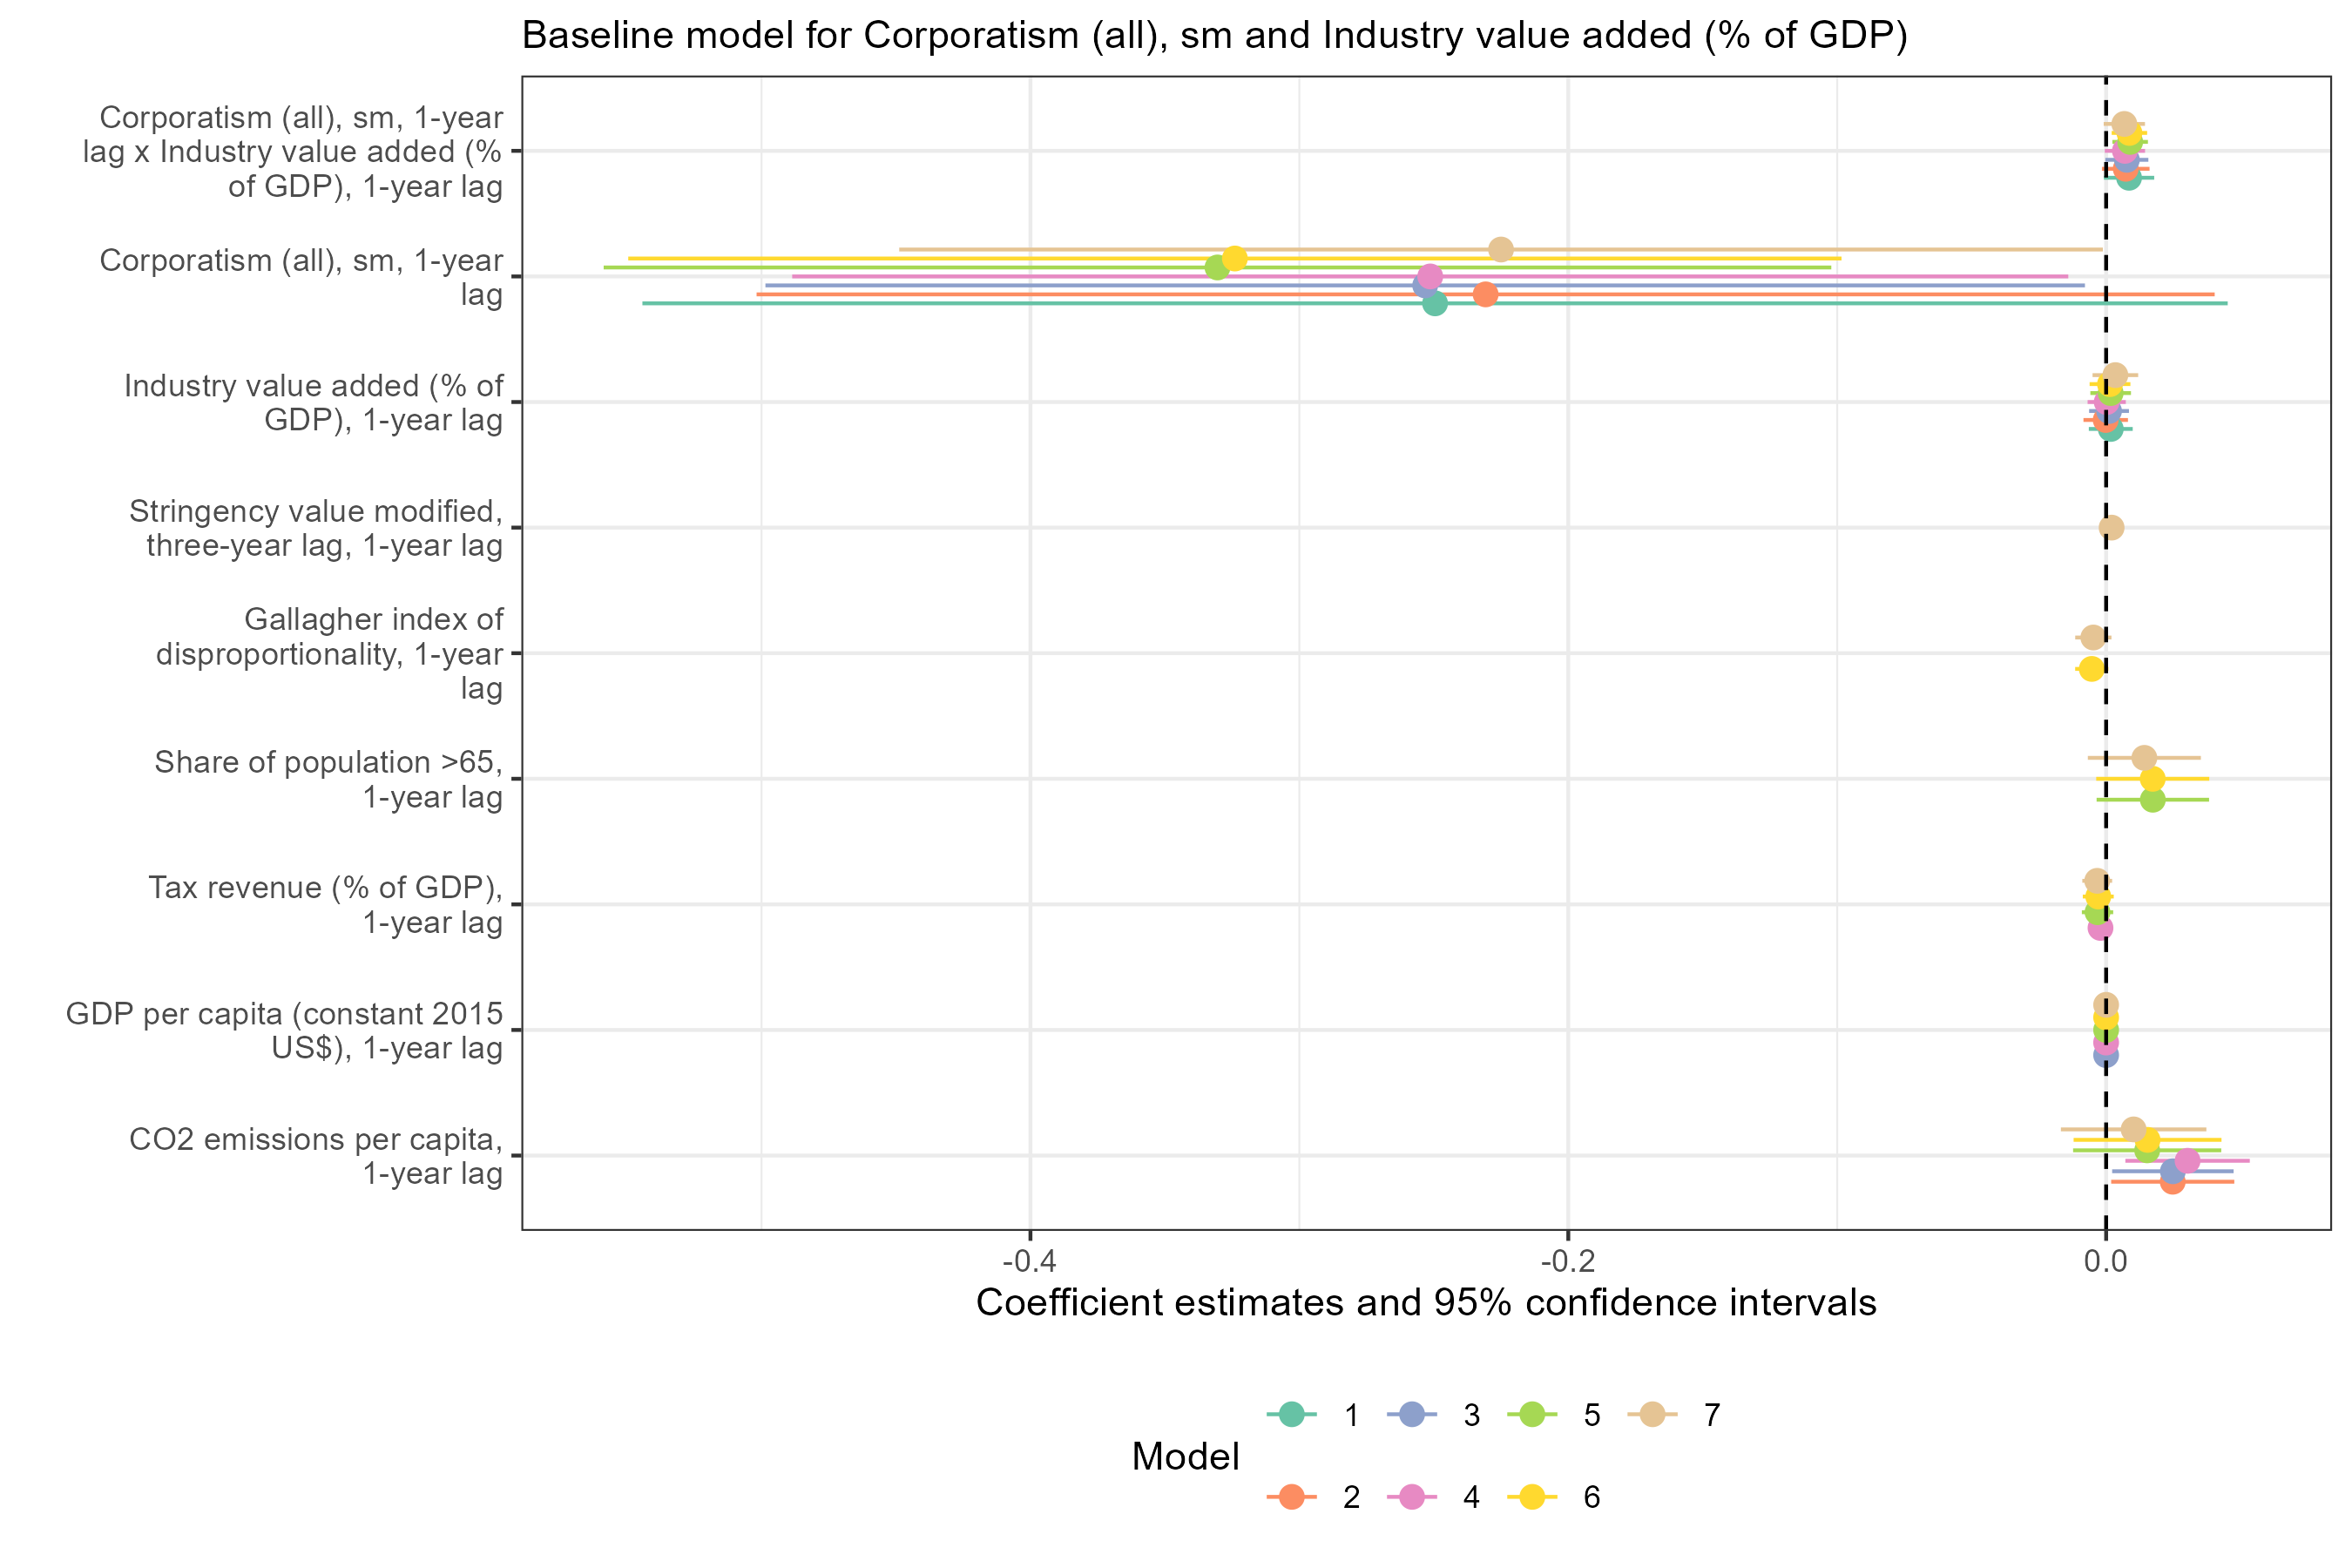 Baseline model for Corporatism (all), sm and Industry value added (% of GDP)
Corporatism (all), sm, 1-year
lag x Industry value added (%
of GDP), 1-year lag
Corporatism (all), sm, 1-year
lag
Industry value added (% of
GDP), 1-year lag
Stringency value modified,
three-year lag, 1-year lag
Gallagher index of
disproportionality, 1-year
lag
Share of population >65,
1-year lag
Tax revenue (% of GDP),
1-year lag
GDP per capita (constant 2015
US$), 1-year lag
CO2 emissions per capita,
1-year lag
-0.4 -0.2 0.0
Coefficient estimates and 95% confidence intervals
1 3 5 7
Model
2 4 6